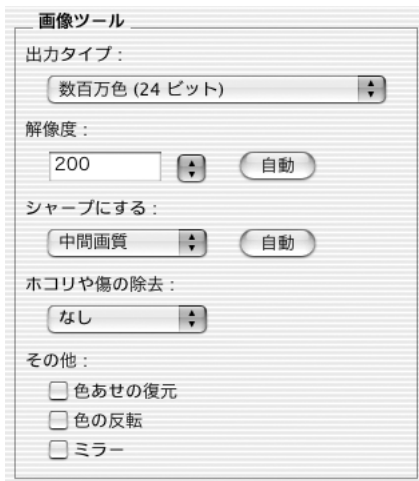 画像ツール
出力タイプ :
数百万色 (24 ビット)
解像度 :
200
自動
シャープにする :
中間画質
自動
ホコリや傷の除去 :
なし
その他 :
色あせの復元
色の反転
ミラー